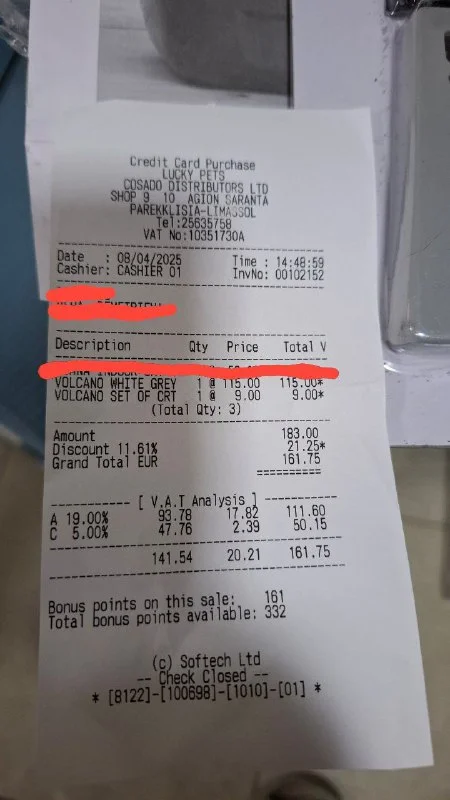 Credit Card Purchase
LUCKY PETS
COSADO DISTRIBUTORS LTD
SHOP 9 10 AGION SARANTA
PAREKKLISIA-LIMASSOL
Tel:25635758
VAT No:10351730A
Date : 08/04/2025 Time : 14:48:59
Cashier: CASHIER 01 InvNo: 00102152
Description Qty Price Total V
VOLCANO WHITE GREY 1 @ 115.00 115.00*
VOLCANO SET OF CRT 1 @ 9.00 9.00*
(Total Qty: 3)
Amount 183.00
Discount 11.61% 21.25*
Grand Total EUR 161.75
==========
[ V.A.T Analysis ]
A 19.00% 93.78 17.82 111.60
C 5.00% 47.76 2.39 50.15
141.54 20.21 161.75
Bonus points on this sale: 161
Total bonus points available: 332
(c) Softech Ltd
-- Check Closed --
* [8122]-[100698]-[1010]-[01] *